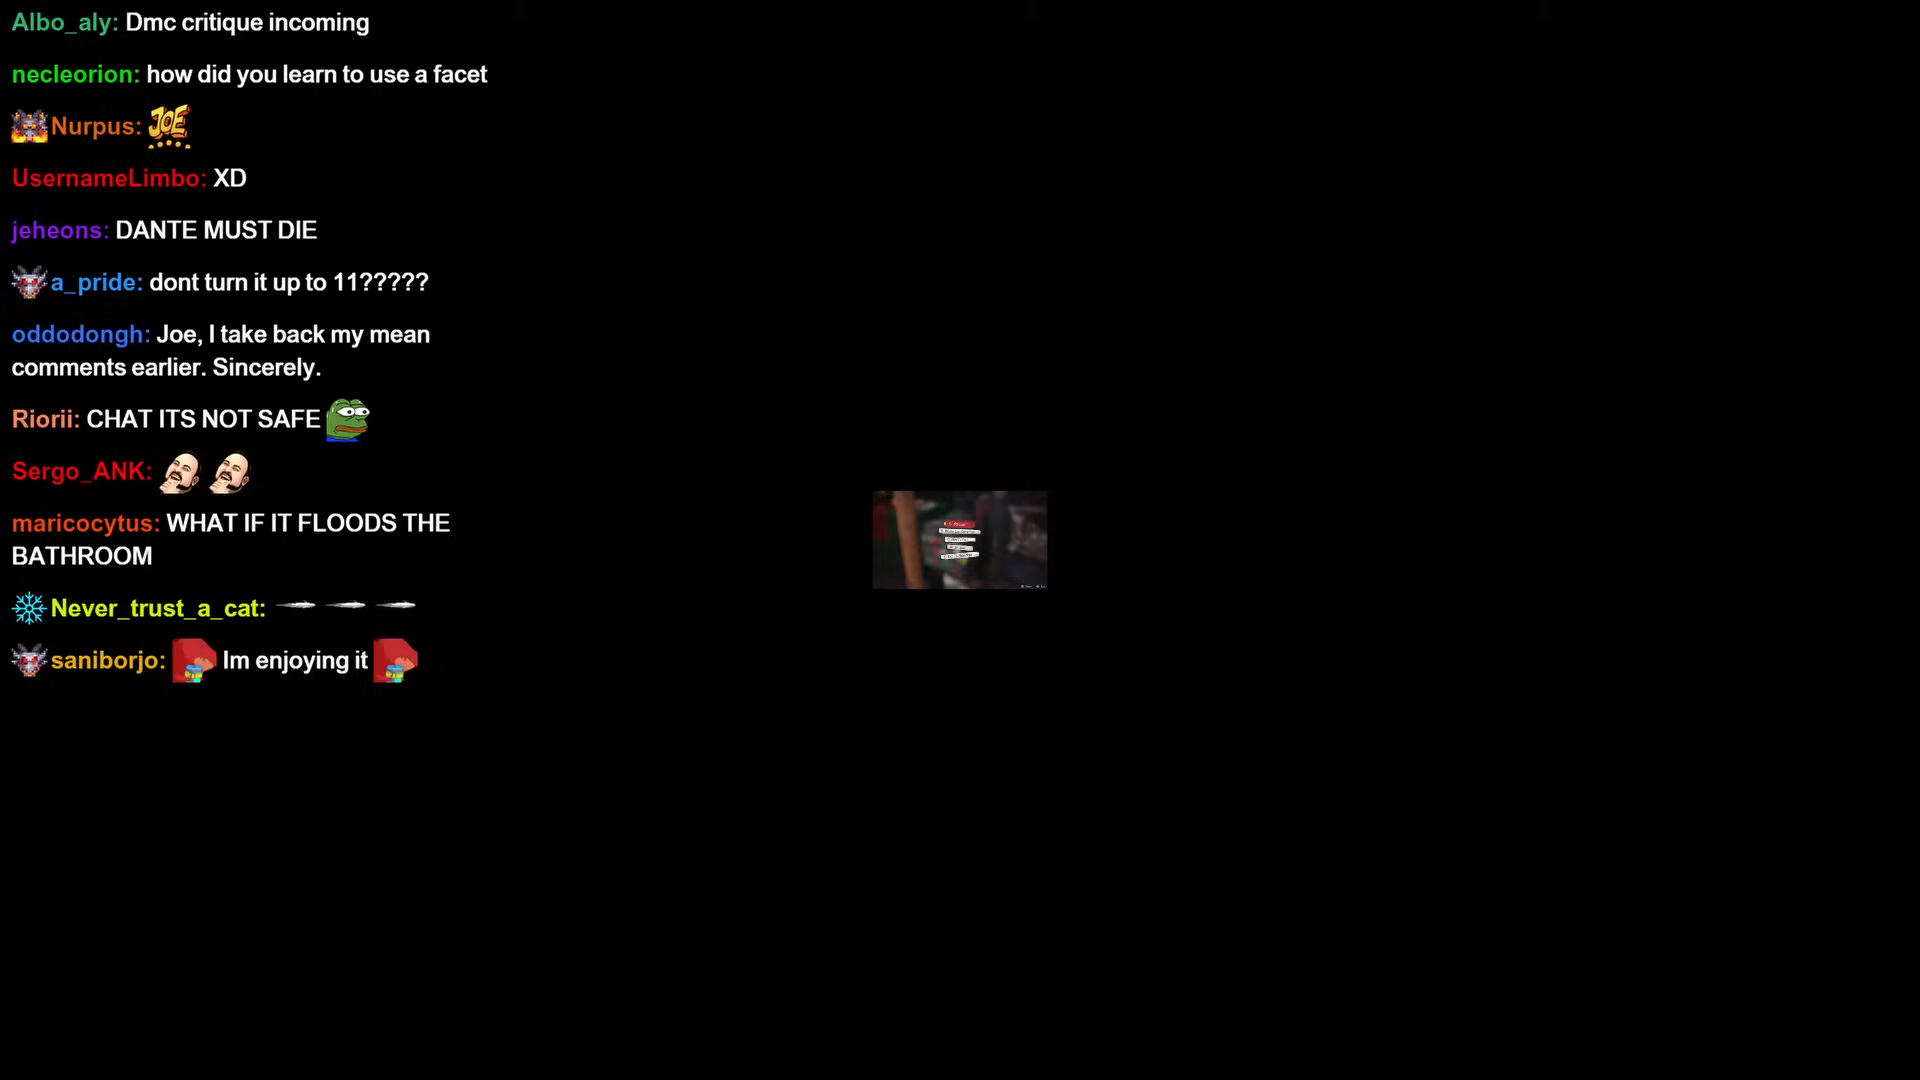 Albo_aly: Dmc critique incoming
necleorion: how did you learn to use a facet
Nurpus: JOE
UsernameLimbo: XD
jeheons: DANTE MUST DIE
a_pride: dont turn it up to 11?????
oddodongh: Joe, I take back my mean
comments earlier. Sincerely.
Riorii: CHAT ITS NOT SAFE
Sergo_ANK:
maricocytus: WHAT IF IT FLOODS THE
BATHROOM
Never_trust_a_cat:
saniborjo: Im enjoying it